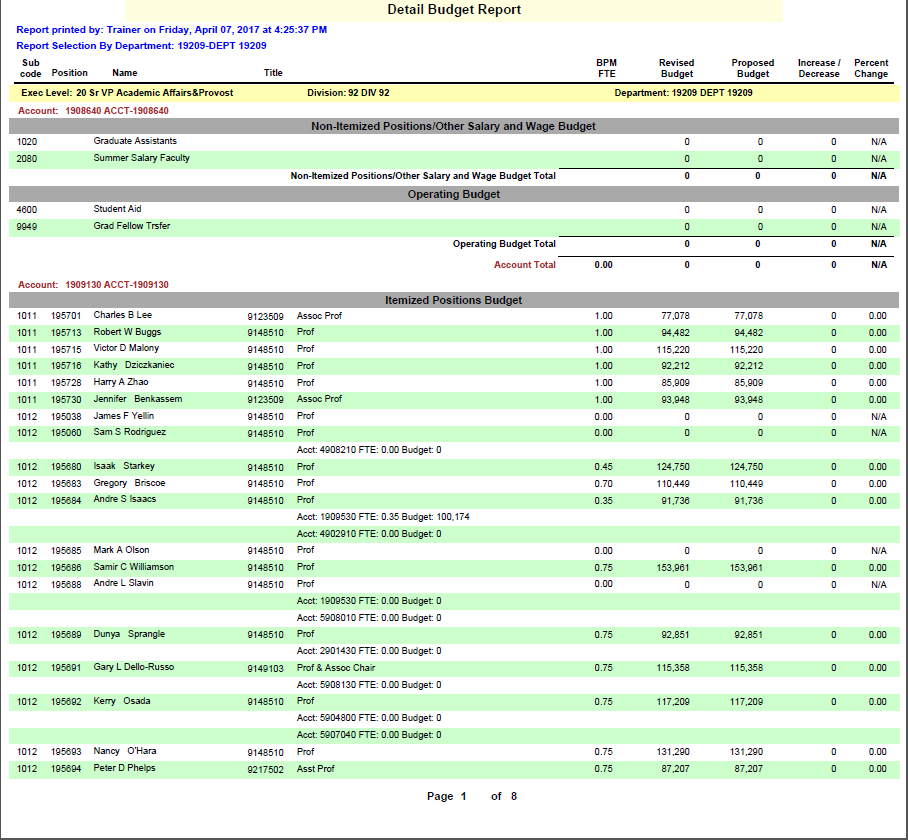 Detail Budget Report
Report printed by: Trainer on Friday, April 07, 2017 at 4:25:37 PM
Report Selection By Department: 19209-DEPT 19209
Sub code Position Name Title BPM FTE Revised Budget Proposed Budget Increase / Decrease Percent Change
Exec Level: 20 Sr VP Academic Affairs&Provost Division: 92 DIV 92 Department: 19209 DEPT 19209
Account: 1908640 ACCT-1908640
Non-Itemized Positions/Other Salary and Wage Budget
1020 Graduate Assistants 0 0 0 N/A
2080 Summer Salary Faculty 0 0 0 N/A
Non-Itemized Positions/Other Salary and Wage Budget Total 0 0 0 N/A
Operating Budget
4600 Student Aid 0 0 0 N/A
9949 Grad Fellow Trsfer 0 0 0 N/A
Operating Budget Total 0 0 0 N/A
Account Total 0.00 0 0 0 N/A
Account: 1909130 ACCT-1909130
Itemized Positions Budget
1011 195701 Charles B Lee 9123509 Assoc Prof 1.00 77,078 77,078 0 0.00
1011 195713 Robert W Buggs 9148510 Prof 1.00 94,482 94,482 0 0.00
1011 195715 Victor D Malony 9148510 Prof 1.00 115,220 115,220 0 0.00
1011 195716 Kathy Dziczkaniec 9148510 Prof 1.00 92,212 92,212 0 0.00
1011 195728 Harry A Zhao 9148510 Prof 1.00 85,909 85,909 0 0.00
1011 195730 Jennifer Benkassem 9123509 Assoc Prof 1.00 93,948 93,948 0 0.00
1012 195038 James F Yellin 9148510 Prof 0.00 0 0 0 N/A
1012 195060 Sam S Rodriguez 9148510 Prof 0.00 0 0 0 N/A
Acct: 4908210 FTE: 0.00 Budget: 0
1012 195680 Isaak Starkey 9148510 Prof 0.45 124,750 124,750 0 0.00
1012 195683 Gregory Briscoe 9148510 Prof 0.70 110,449 110,449 0 0.00
1012 195684 Andre S Isaacs 9148510 Prof 0.35 91,736 91,736 0 0.00
Acct: 1909530 FTE: 0.35 Budget: 100,174
Acct: 4902910 FTE: 0.00 Budget: 0
1012 195685 Mark A Olson 9148510 Prof 0.00 0 0 0 N/A
1012 195686 Samir C Williamson 9148510 Prof 0.75 153,961 153,961 0 0.00
1012 195688 Andre L Slavin 9148510 Prof 0.00 0 0 0 N/A
Acct: 1909530 FTE: 0.00 Budget: 0
Acct: 5908010 FTE: 0.00 Budget: 0
1012 195689 Dunya Sprangle 9148510 Prof 0.75 92,851 92,851 0 0.00
Acct: 2901430 FTE: 0.00 Budget: 0
1012 195691 Gary L Dello-Russo 9149103 Prof & Assoc Chair 0.75 115,358 115,358 0 0.00
Acct: 5908130 FTE: 0.00 Budget: 0
1012 195692 Kerry Osada 9148510 Prof 0.75 117,209 117,209 0 0.00
Acct: 5904800 FTE: 0.00 Budget: 0
Acct: 5907040 FTE: 0.00 Budget: 0
1012 195693 Nancy O'Hara 9148510 Prof 0.75 131,290 131,290 0 0.00
1012 195694 Peter D Phelps 9217502 Asst Prof 0.75 87,207 87,207 0 0.00
Page 1 of 8